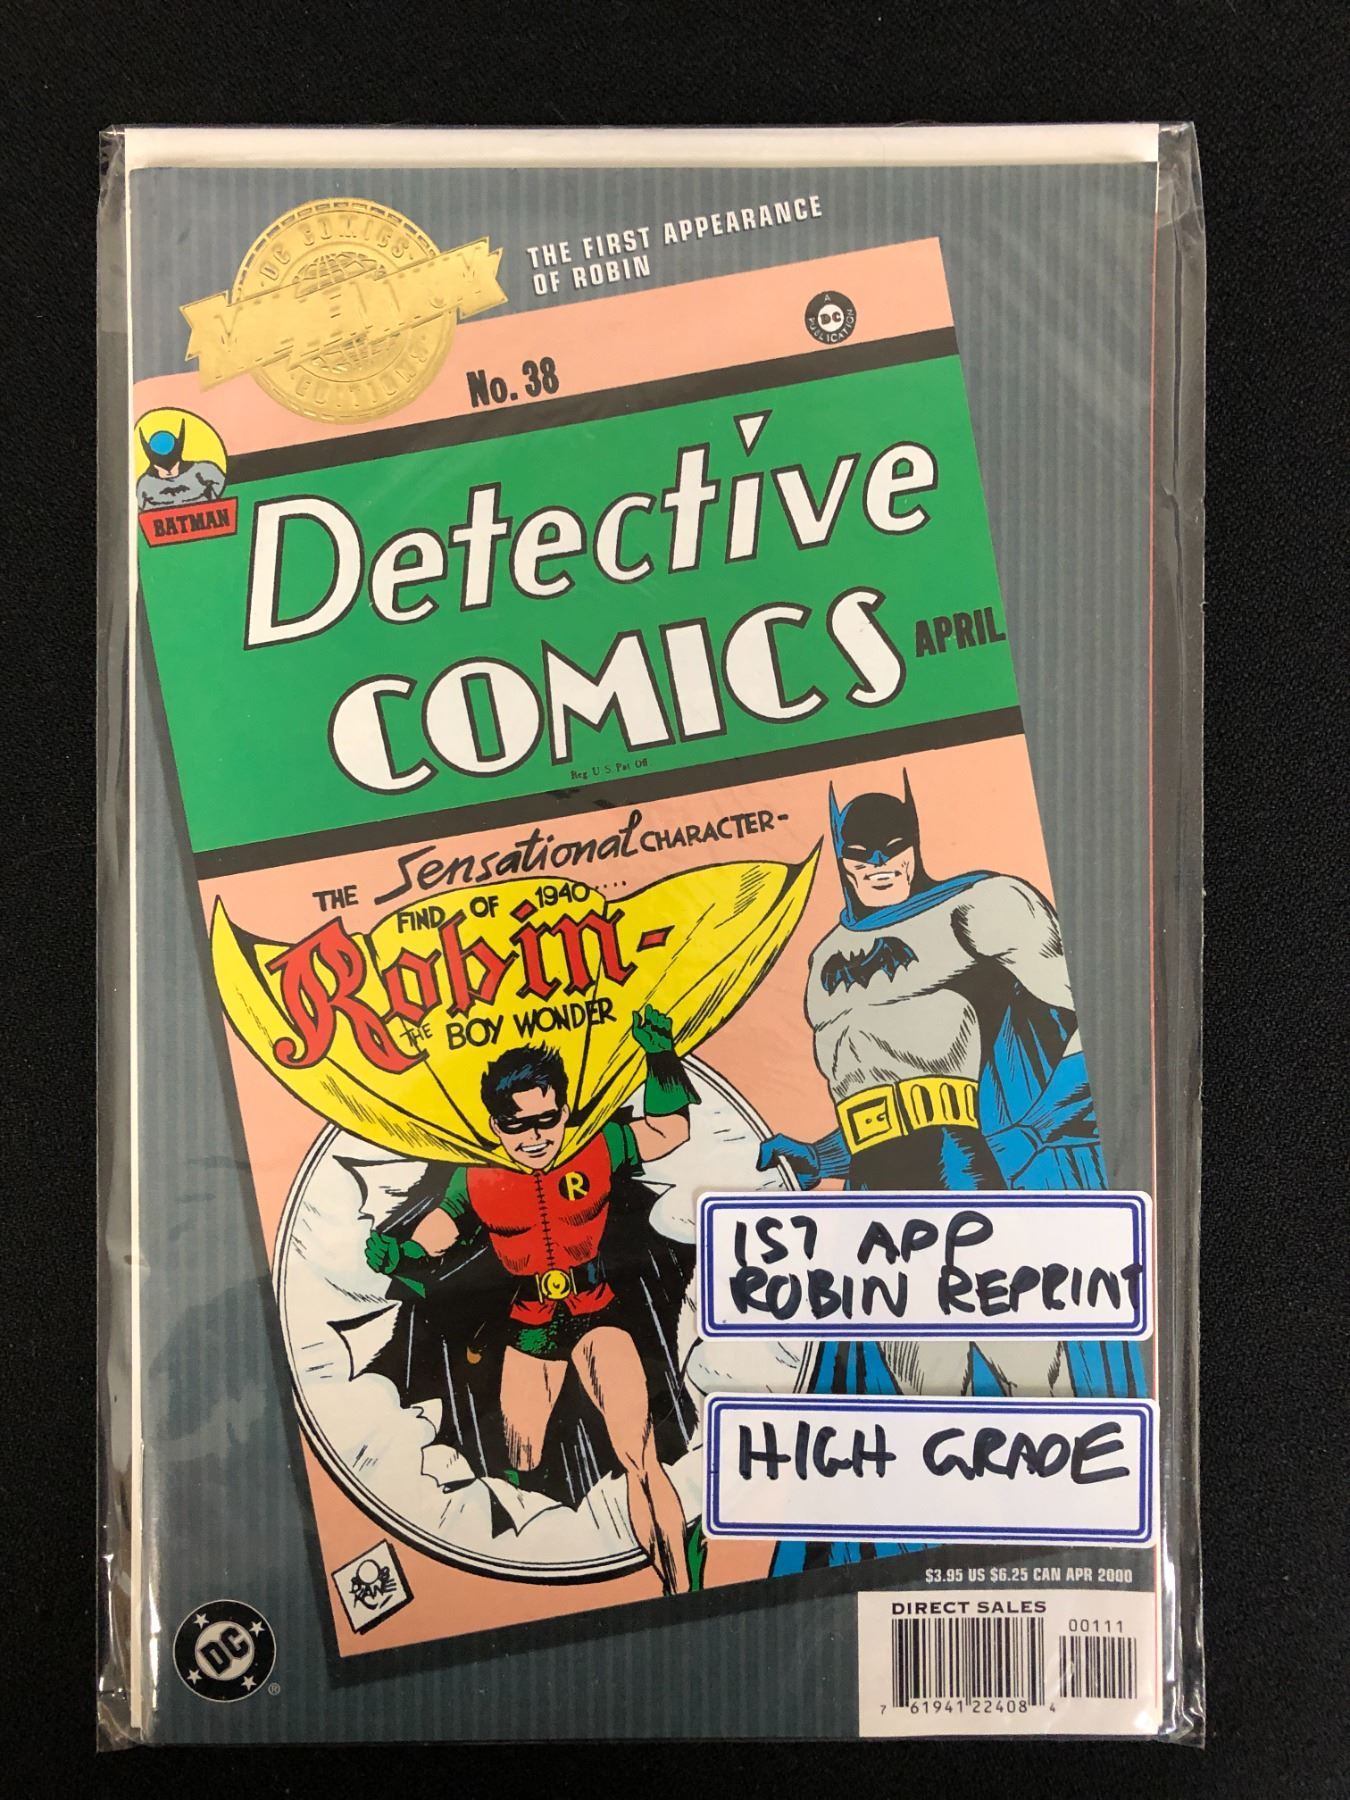 DC COMICS
MILLENNIUM
EDITIONS
THE FIRST APPEARANCE
OF ROBIN
A
DC
PUBLICATION
No. 38
BATMAN
Detective
COMICS
APRIL
Reg. U. S. Pat. Off.
THE Sensational CHARACTER-
FIND OF 1940....
Robin-
THE BOY WONDER
R
DC
1ST APP
ROBIN REPRINT
HIGH GRADE
BOB
KANE
$3.95 US $6.25 CAN APR 2000
DIRECT SALES
00111
7 61941 22408 4
DC
®